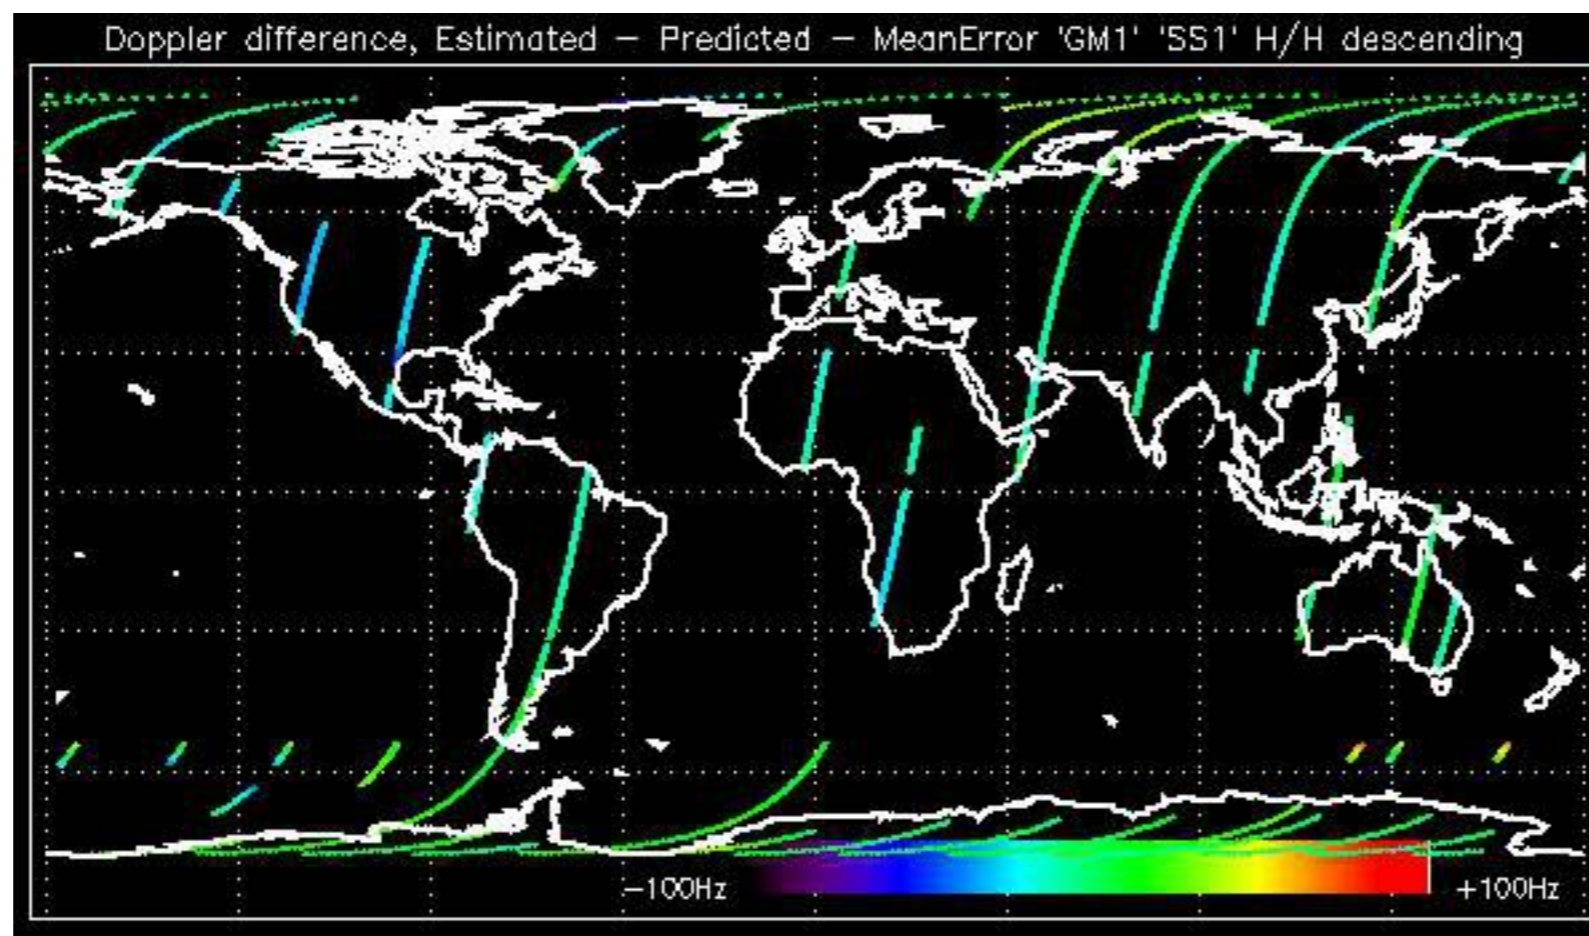 Doppler difference, Estimated – Predicted – MeanError 'GM1' 'SS1' H/H descending
–100Hz
+100Hz